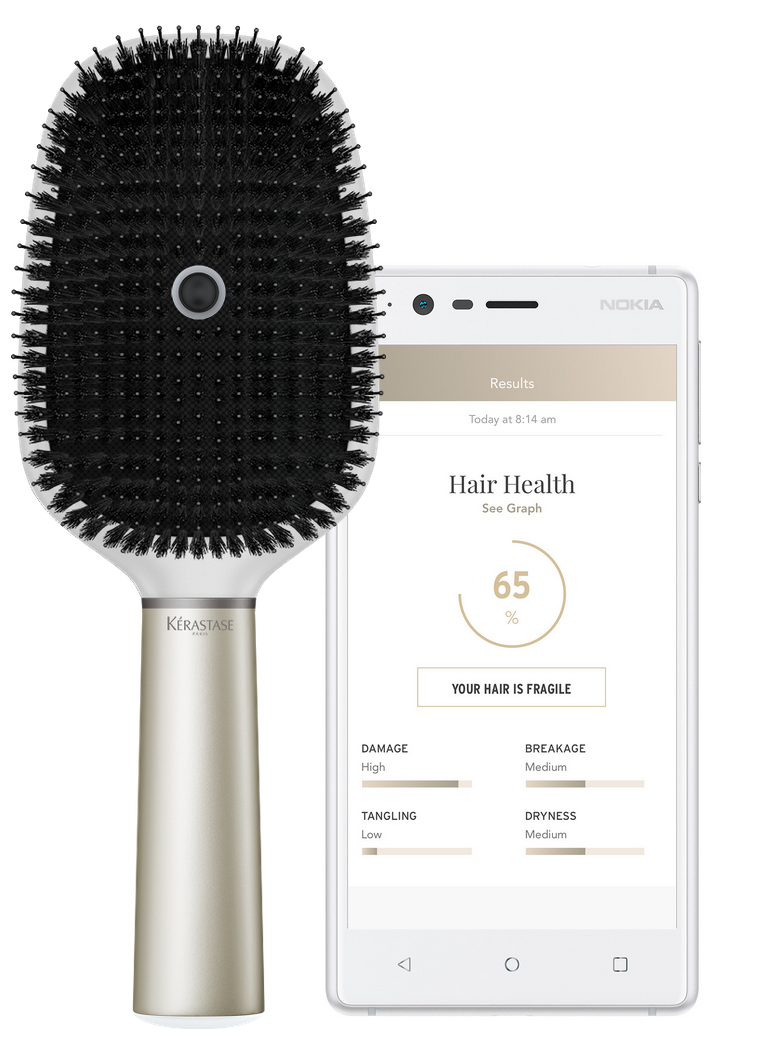 KÉRASTASE
PARIS
NOKIA
Results
Today at 8:14 am
Hair Health
See Graph
65
%
YOUR HAIR IS FRAGILE
DAMAGE
High
BREAKAGE
Medium
TANGLING
Low
DRYNESS
Medium